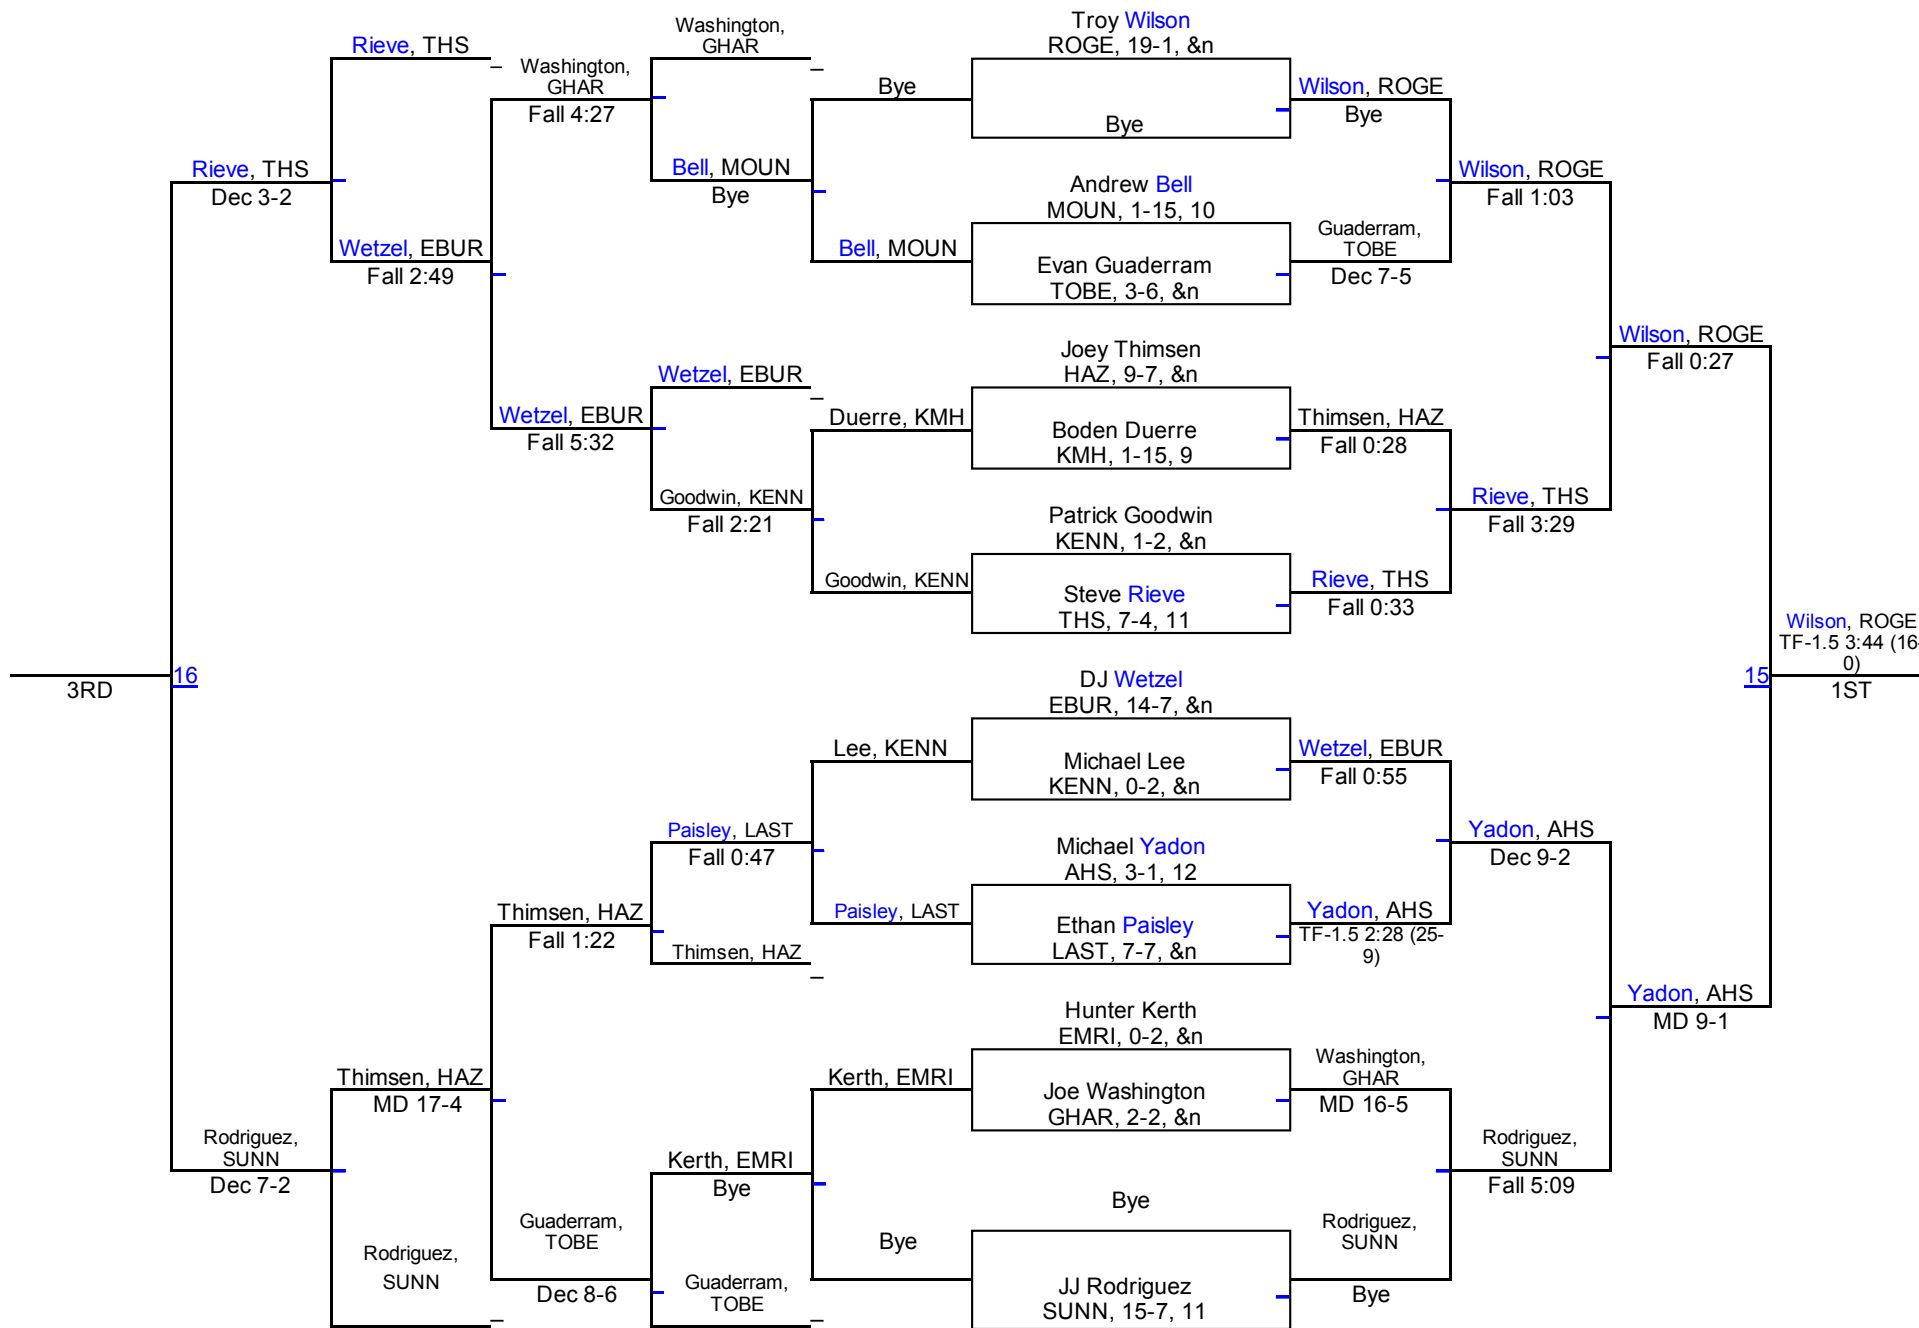 Rieve, THS
Rieve, THS
Dec 3-2
Wetzel, EBUR
Fall 2:49
Washington,
GHAR
Fall 4:27
Wetzel, EBUR
Fall 5:32
Washington,
GHAR
Bell, MOUN
Bye
Wetzel, EBUR
Goodwin, KENN
Fall 2:21
Bye
Bell, MOUN
Duerre, KMH
Goodwin, KENN
Troy Wilson
ROGE, 19-1, &n
Bye
Andrew Bell
MOUN, 1-15, 10
Evan Guaderram
TOBE, 3-6, &n
Joey Thimsen
HAZ, 9-7, &n
Boden Duerre
KMH, 1-15, 9
Patrick Goodwin
KENN, 1-2, &n
Steve Rieve
THS, 7-4, 11
Wilson, ROGE
Bye
Guaderram,
TOBE
Dec 7-5
Thimsen, HAZ
Fall 0:28
Rieve, THS
Fall 0:33
Wilson, ROGE
Fall 1:03
Rieve, THS
Fall 3:29
Wilson, ROGE
Fall 0:27
16
3RD
Wilson, ROGE
TF-1.5 3:44 (16-
0)
15
1ST
Rodriguez,
SUNN
Dec 7-2
Thimsen, HAZ
MD 17-4
Rodriguez,
SUNN
Thimsen, HAZ
Fall 1:22
Guaderram,
TOBE
Dec 8-6
Paisley, LAST
Fall 0:47
Thimsen, HAZ
Kerth, EMRI
Bye
Guaderram,
TOBE
Lee, KENN
Paisley, LAST
Kerth, EMRI
Bye
DJ Wetzel
EBUR, 14-7, &n
Michael Lee
KENN, 0-2, &n
Michael Yadon
AHS, 3-1, 12
Ethan Paisley
LAST, 7-7, &n
Hunter Kerth
EMRI, 0-2, &n
Joe Washington
GHAR, 2-2, &n
Bye
JJ Rodriguez
SUNN, 15-7, 11
Wetzel, EBUR
Fall 0:55
Yadon, AHS
TF-1.5 2:28 (25-
9)
Washington,
GHAR
MD 16-5
Rodriguez,
SUNN
Bye
Yadon, AHS
Dec 9-2
Rodriguez,
SUNN
Fall 5:09
Yadon, AHS
MD 9-1